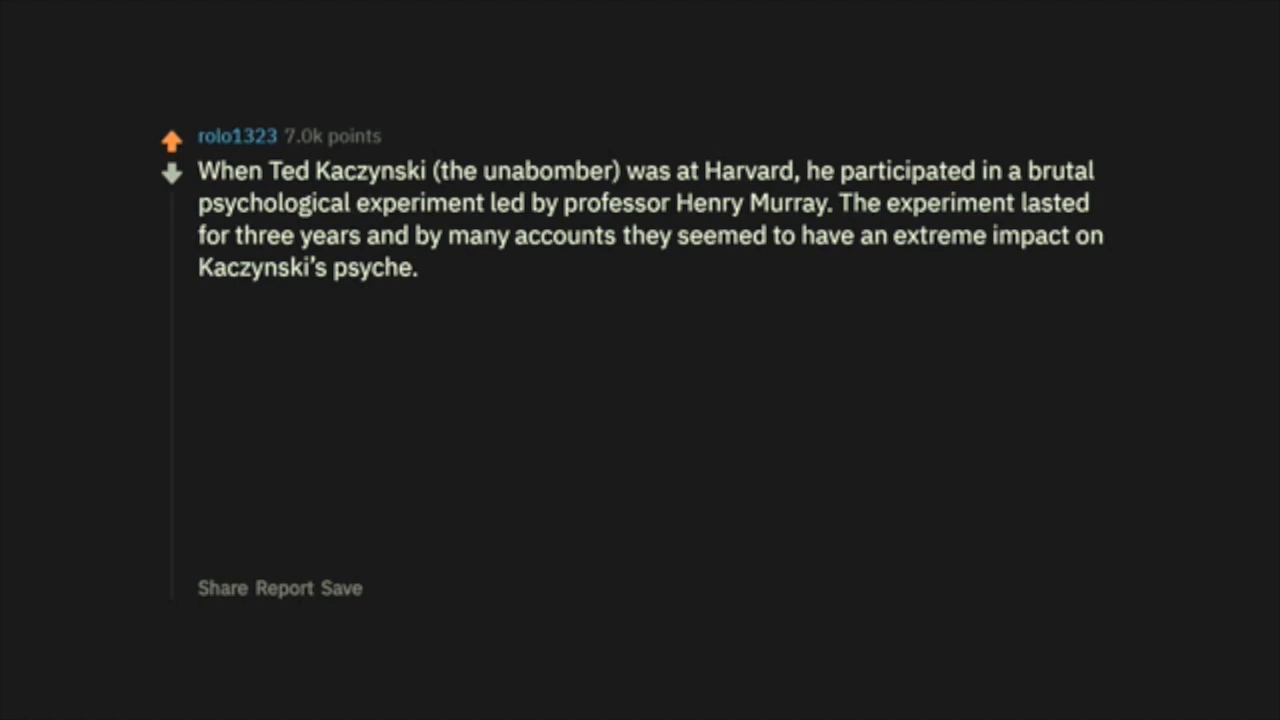 rolo1323 7.0k points
When Ted Kaczynski (the unabomber) was at Harvard, he participated in a brutal
psychological experiment led by professor Henry Murray. The experiment lasted
for three years and by many accounts they seemed to have an extreme impact on
Kaczynski’s psyche.
Share Report Save